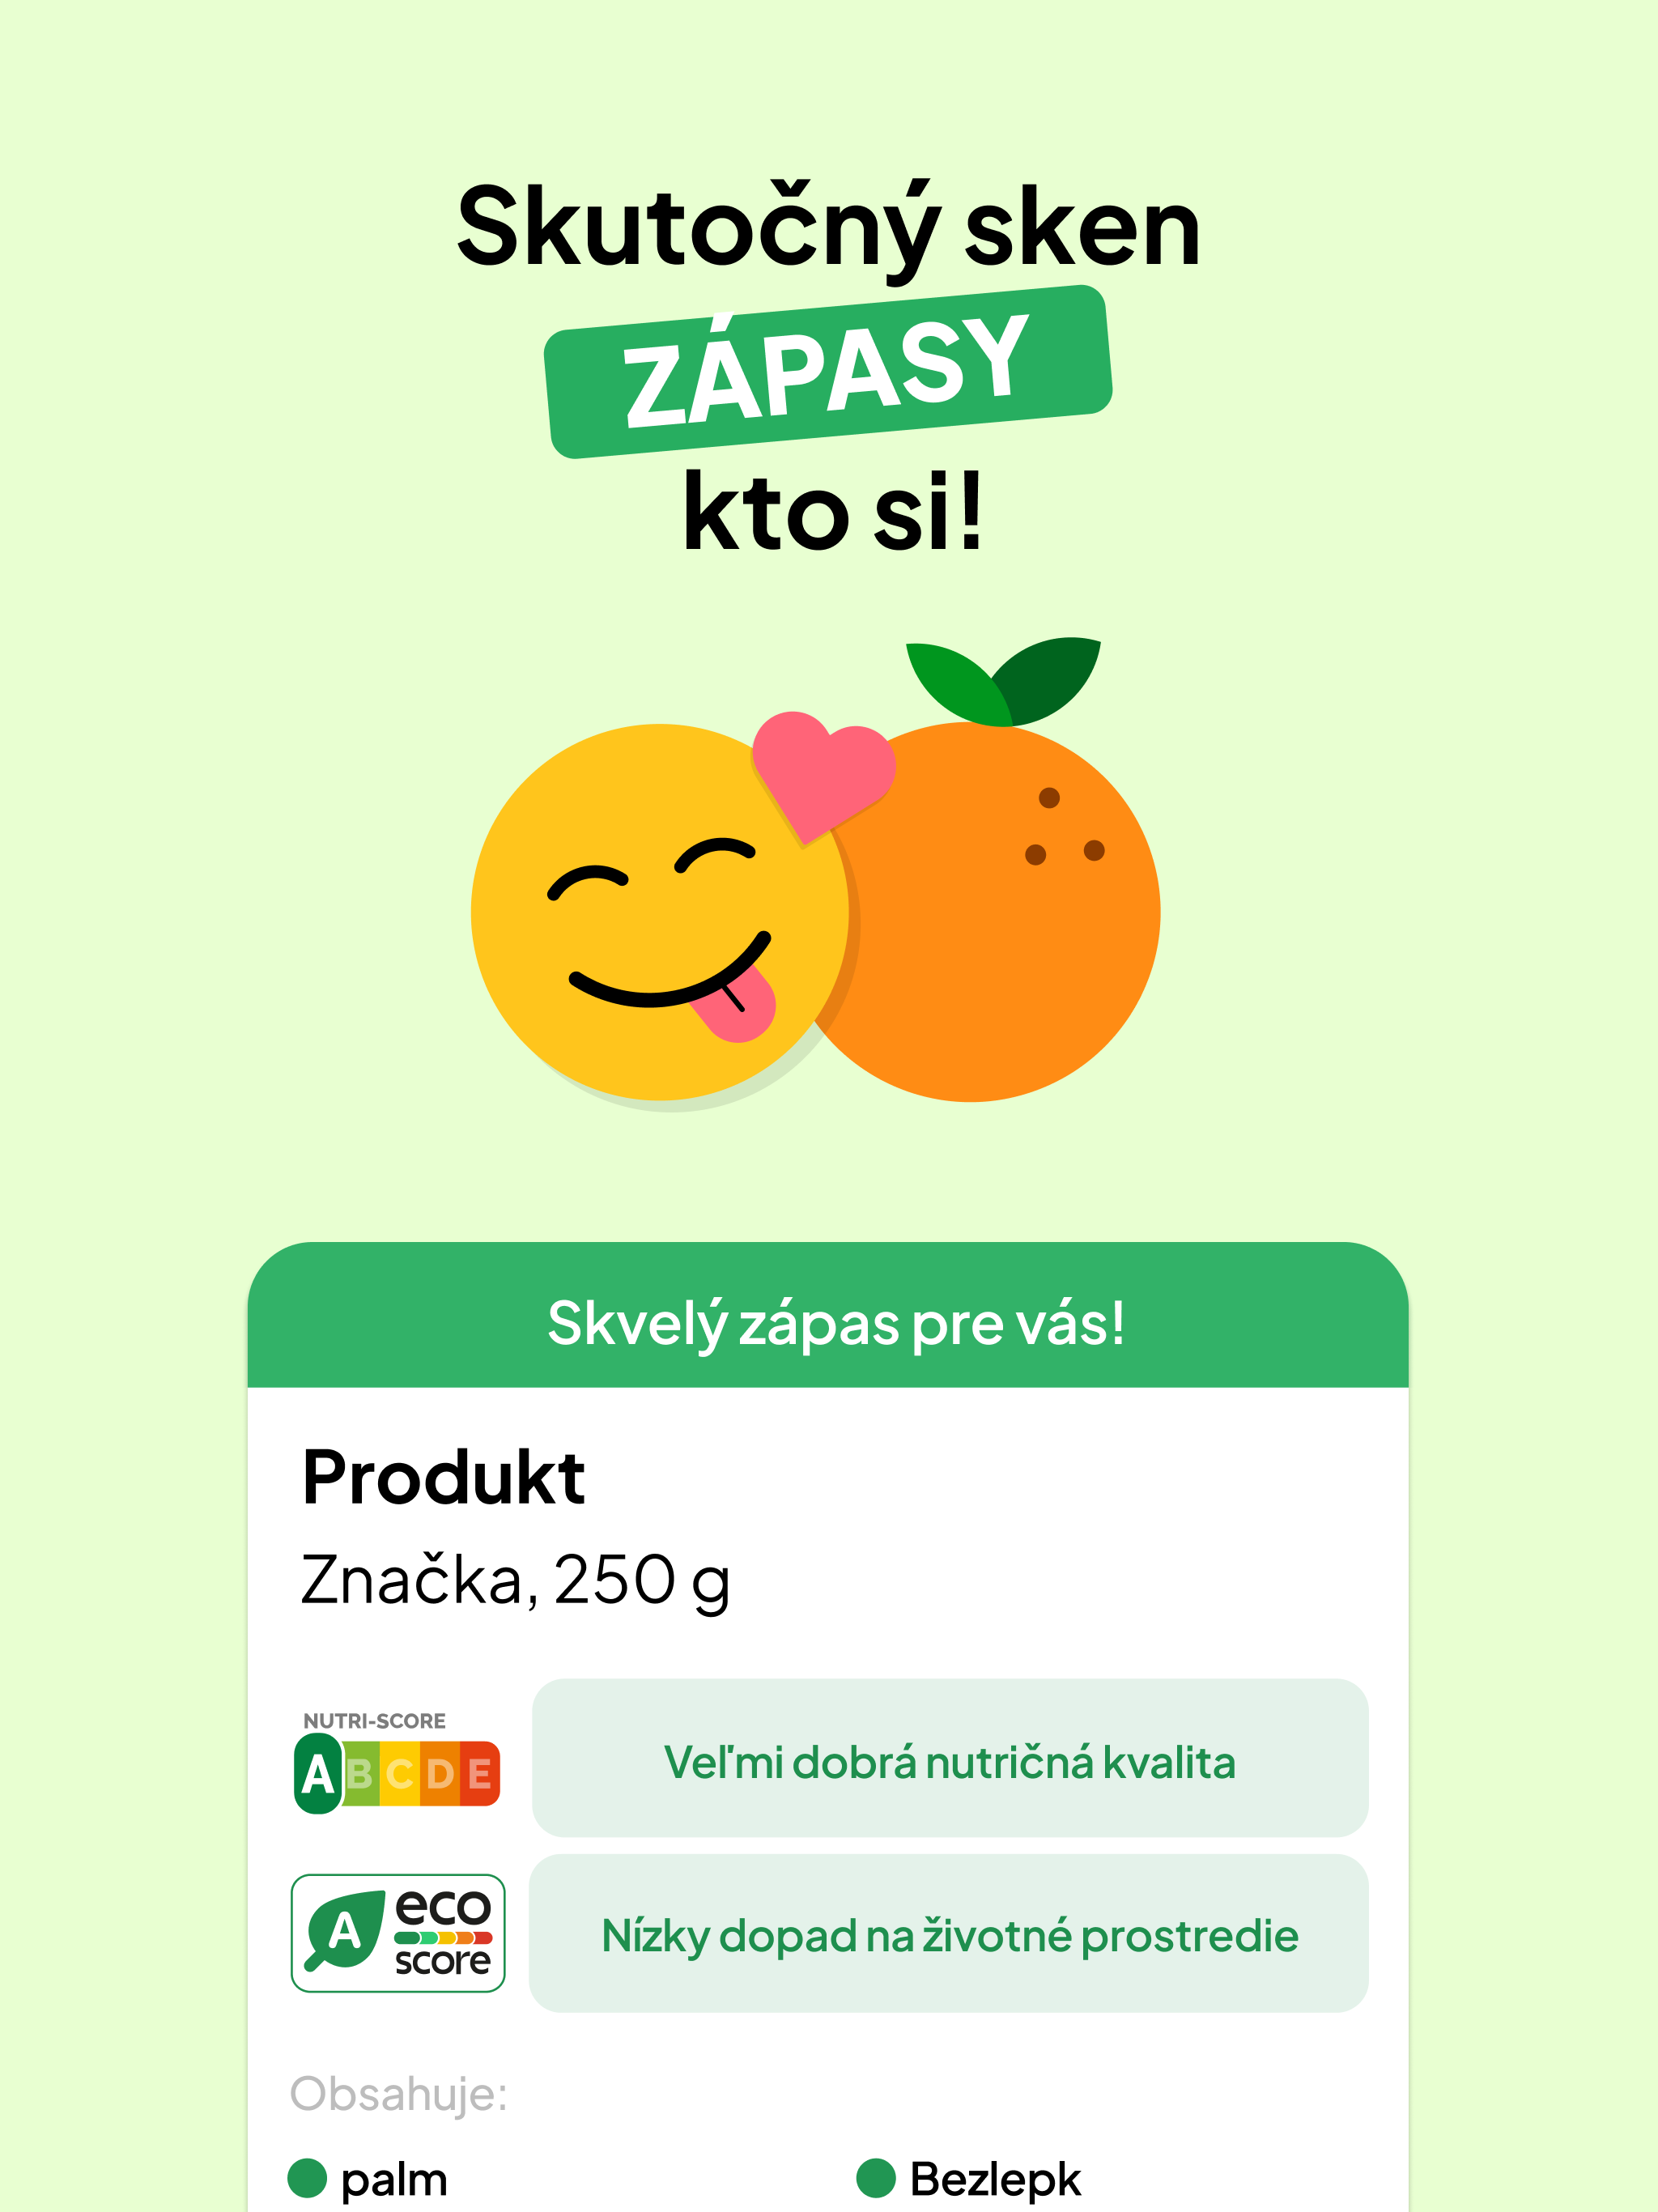 Skutočný sken
ZÁPASY
kto si!
Skvelý zápas pre vás!
Produkt
Značka, 250 g
NUTRI-SCORE
A B C D E
Veľmi dobrá nutričná kvalita
A eco score
Nízky dopad na životné prostredie
Obsahuje:
palm
Bezlepk